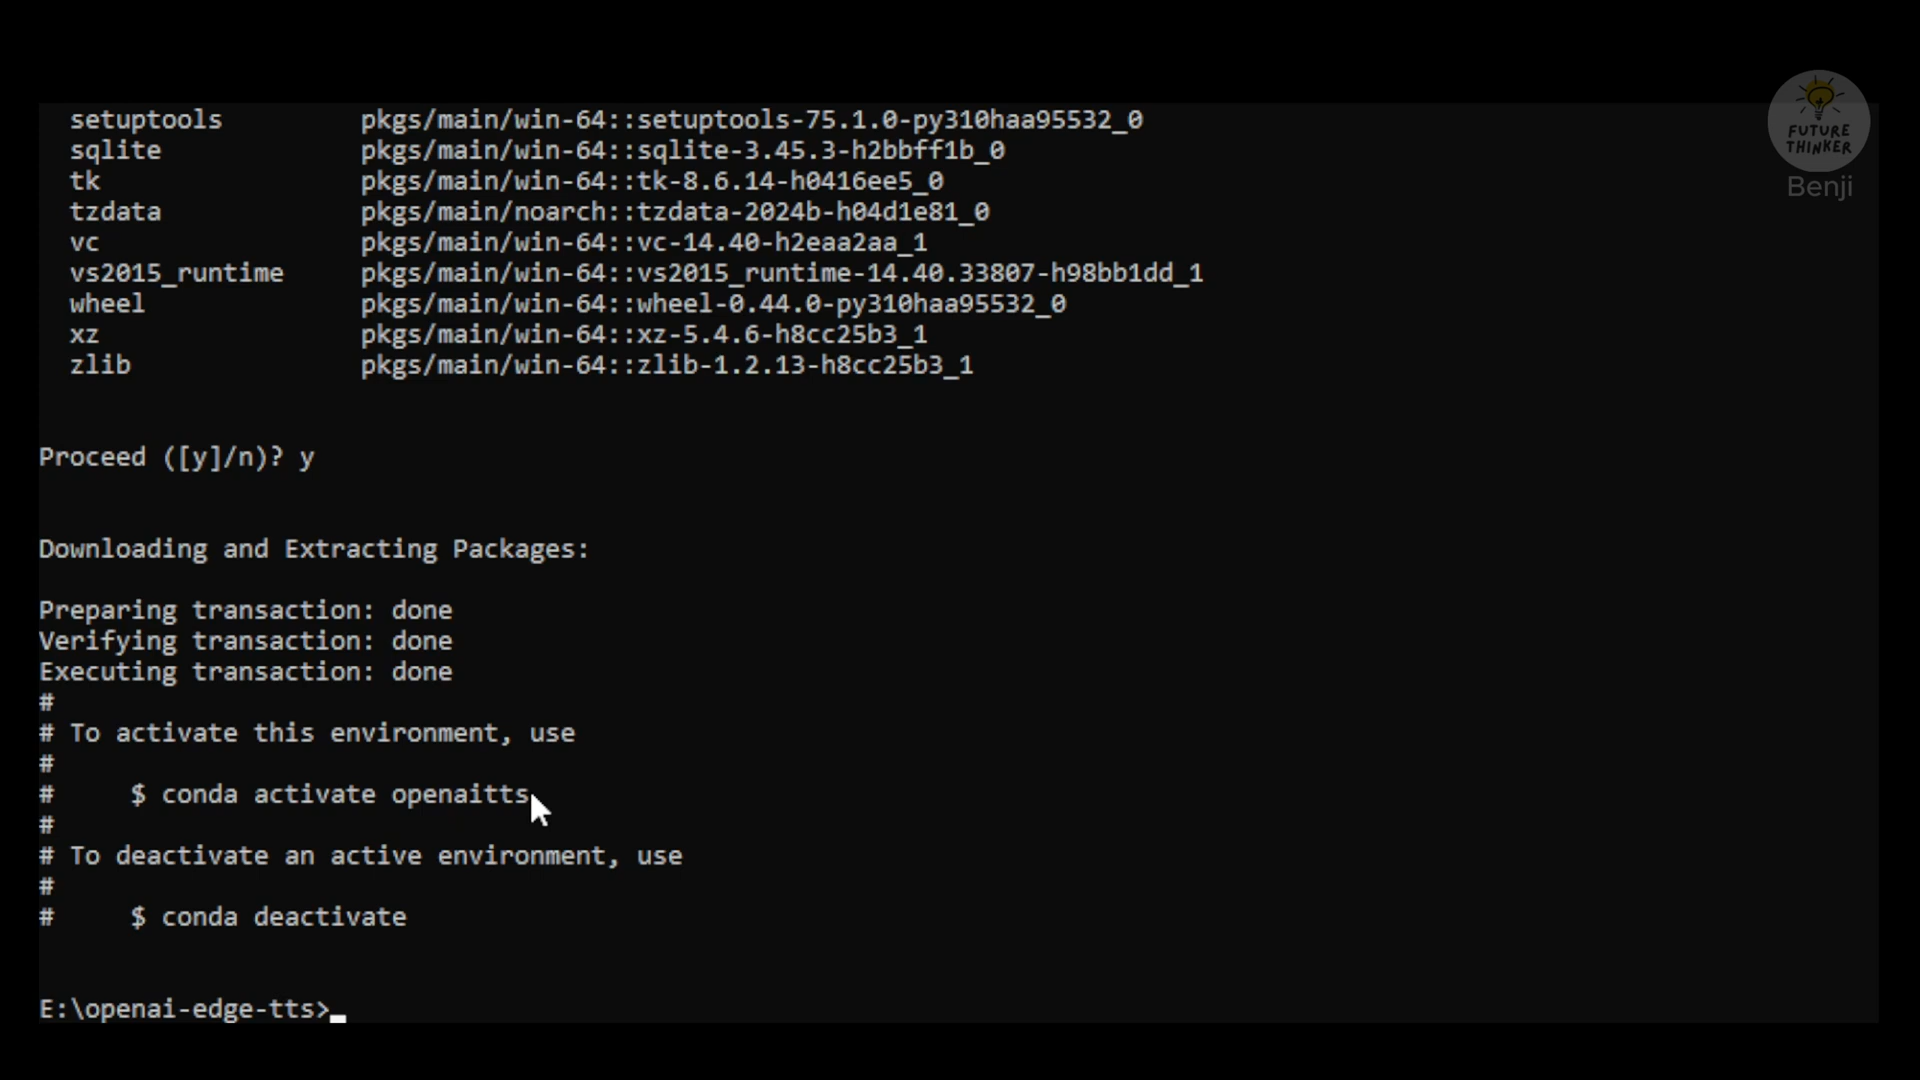 setuptools pkgs/main/win-64::setuptools-75.1.0-py310haa95532_0
sqlite pkgs/main/win-64::sqlite-3.45.3-h2bbff1b_0
tk pkgs/main/win-64::tk-8.6.14-h0416ee5_0
tzdata pkgs/main/noarch::tzdata-2024b-h04d1e81_0
vc pkgs/main/win-64::vc-14.40-h2eaa2aa_1
vs2015_runtime pkgs/main/win-64::vs2015_runtime-14.40.33807-h98bb1dd_1
wheel pkgs/main/win-64::wheel-0.44.0-py310haa95532_0
xz pkgs/main/win-64::xz-5.4.6-h8cc25b3_1
zlib pkgs/main/win-64::zlib-1.2.13-h8cc25b3_1
Proceed ([y]/n)? y
Downloading and Extracting Packages:
Preparing transaction: done
Verifying transaction: done
Executing transaction: done
#
# To activate this environment, use
#
#     $ conda activate openaitts
#
# To deactivate an active environment, use
#
#     $ conda deactivate
E:\openai-edge-tts>
FUTURE
THINKER
Benji